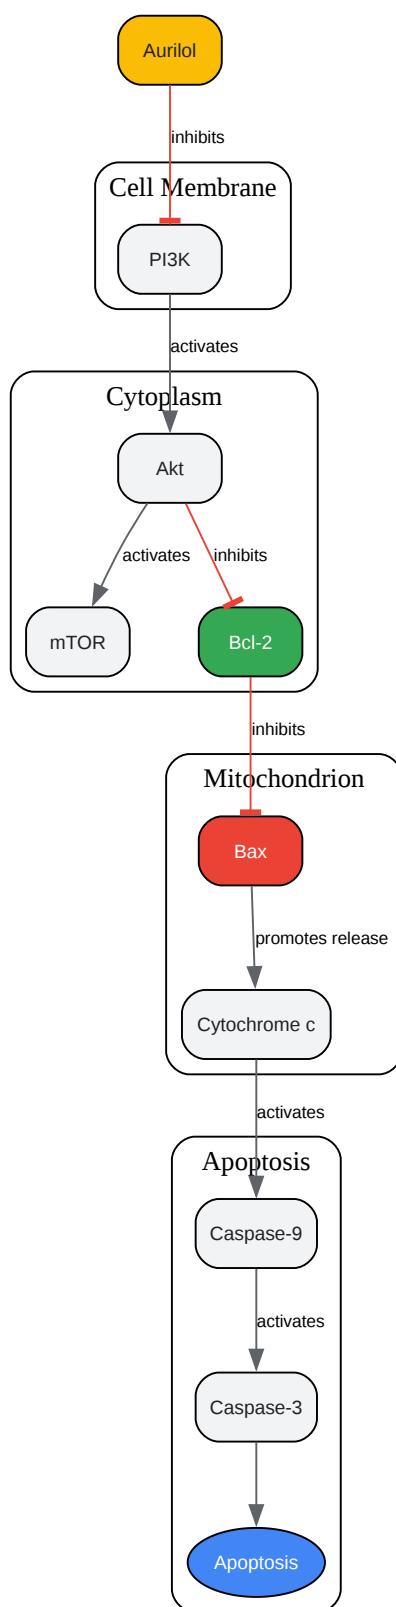 Aurilol
inhibits
Cell Membrane
PI3K
activates
Cytoplasm
Akt
activates
inhibits
mTOR
Bcl-2
inhibits
Mitochondrion
Bax
promotes release
Cytochrome c
activates
Apoptosis
Caspase-9
activates
Caspase-3
Apoptosis